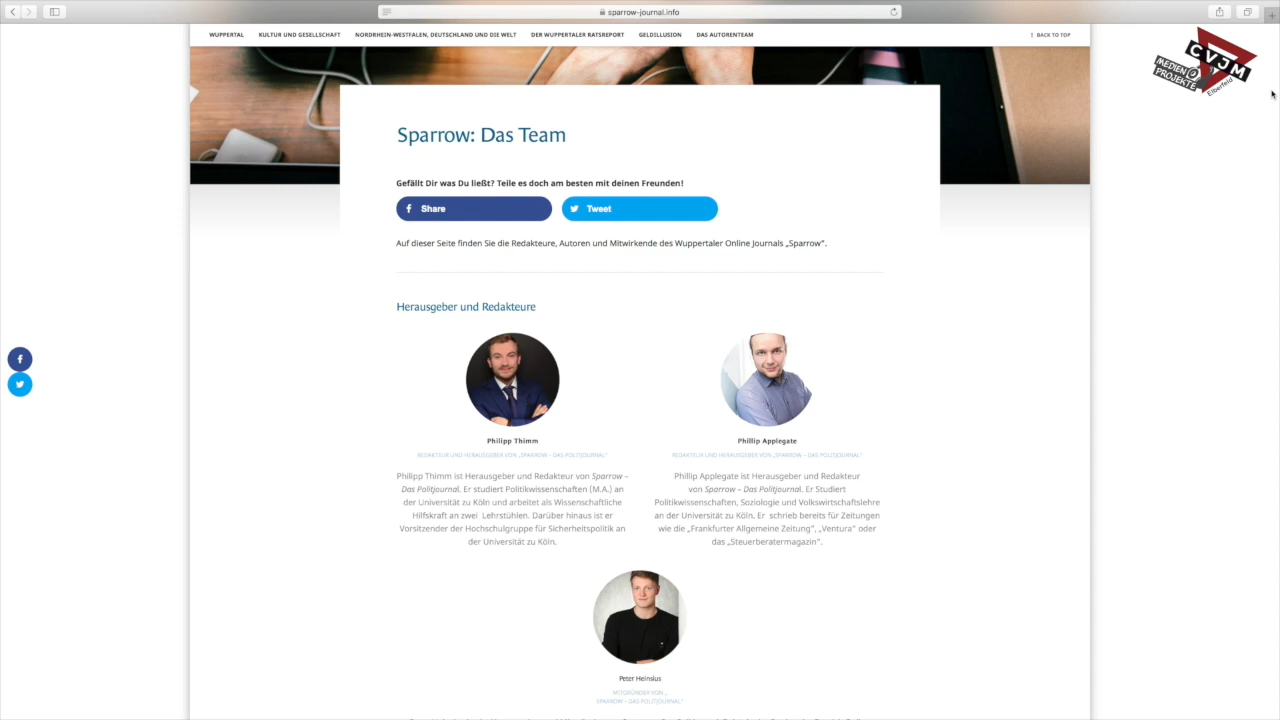 sparrow-journal.info
WUPPERTAL KULTUR UND GESELLSCHAFT NORDRHEIN-WESTFALEN, DEUTSCHLAND UND DIE WELT DER WUPPERTALER RATSREPORT GELDILLUSION DAS AUTORENTEAM BACK TO TOP
CVJM
MEDIEN
PROJEKTE
Elberfeld
Sparrow: Das Team
Gefällt Dir was Du ließt? Teile es doch am besten mit deinen Freunden!
Share Tweet
Auf dieser Seite finden Sie die Redakteure, Autoren und Mitwirkende des Wuppertaler Online Journals „Sparrow“.
Herausgeber und Redakteure
Philipp Thimm
REDAKTEUR UND HERAUSGEBER VON „SPARROW – DAS POLITJOURNAL“
Philipp Thimm ist Herausgeber und Redakteur von Sparrow –
Das Politjournal. Er studiert Politikwissenschaften (M.A.) an
der Universität zu Köln und arbeitet als Wissenschaftliche
Hilfskraft an zwei Lehrstühlen. Darüber hinaus ist er
Vorsitzender der Hochschulgruppe für Sicherheitspolitik an
der Universität zu Köln.
Phillip Applegate
REDAKTEUR UND HERAUSGEBER VON „SPARROW – DAS POLITJOURNAL“
Phillip Applegate ist Herausgeber und Redakteur
von Sparrow – Das Politjournal. Er Studiert
Politikwissenschaften, Soziologie und Volkswirtschaftslehre
an der Universität zu Köln. Er schrieb bereits für Zeitungen
wie die „Frankfurter Allgemeine Zeitung“, „Ventura“ oder
das „Steuerberatermagazin“.
Peter Heinsius
MITGRÜNDER VON „
SPARROW – DAS POLITJOURNAL“